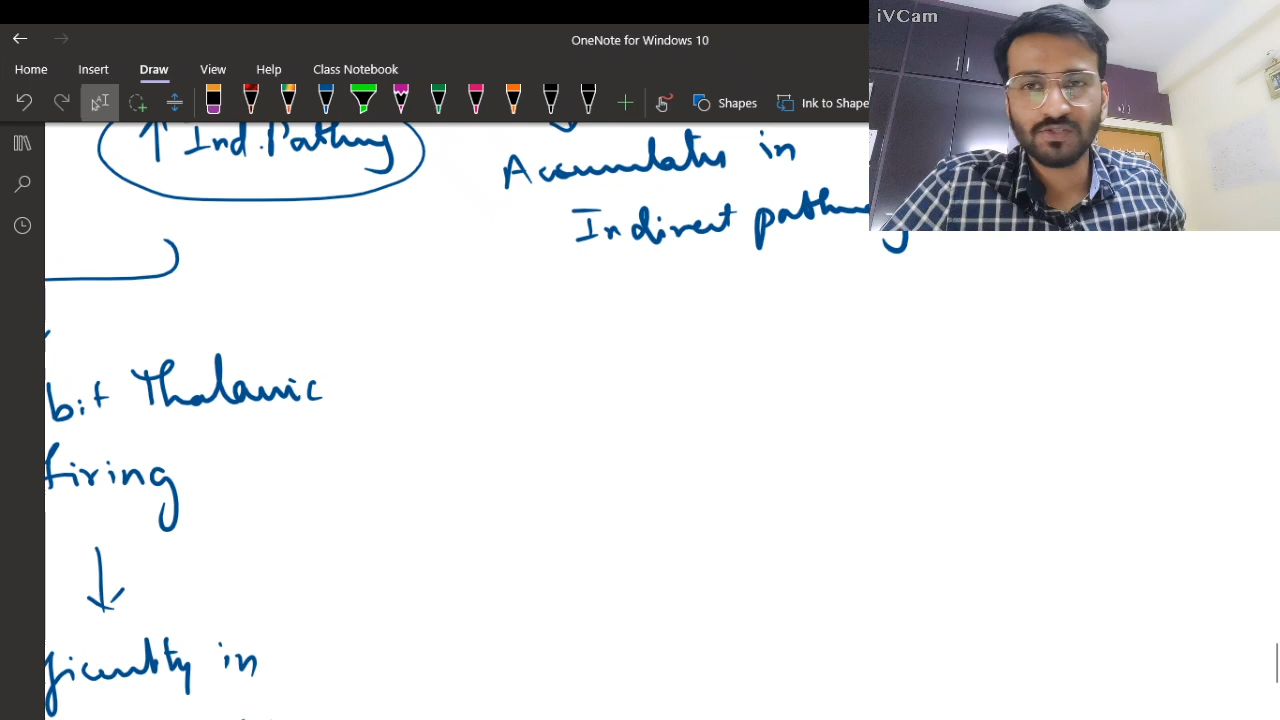 iVCam
OneNote for Windows 10
Home Insert Draw View Help Class Notebook
Shapes Ink to Shape
↑ Ind. Pathway
Accumulates in
Indirect pathway
bit Thalamic
firing
ficulty in